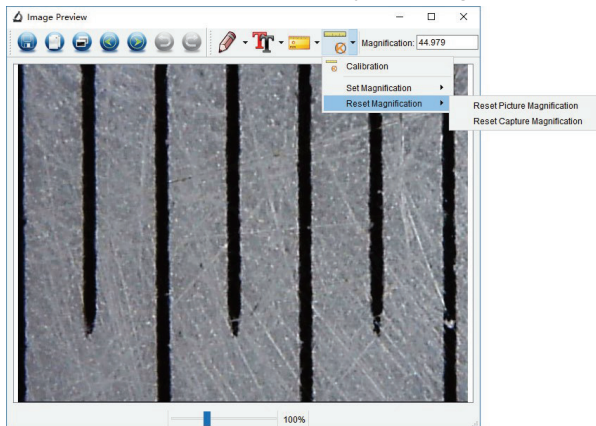 Image Preview
Magnification: 44.979
Calibration
Set Magnification
Reset Magnification
Reset Picture Magnification
Reset Capture Magnification
100%